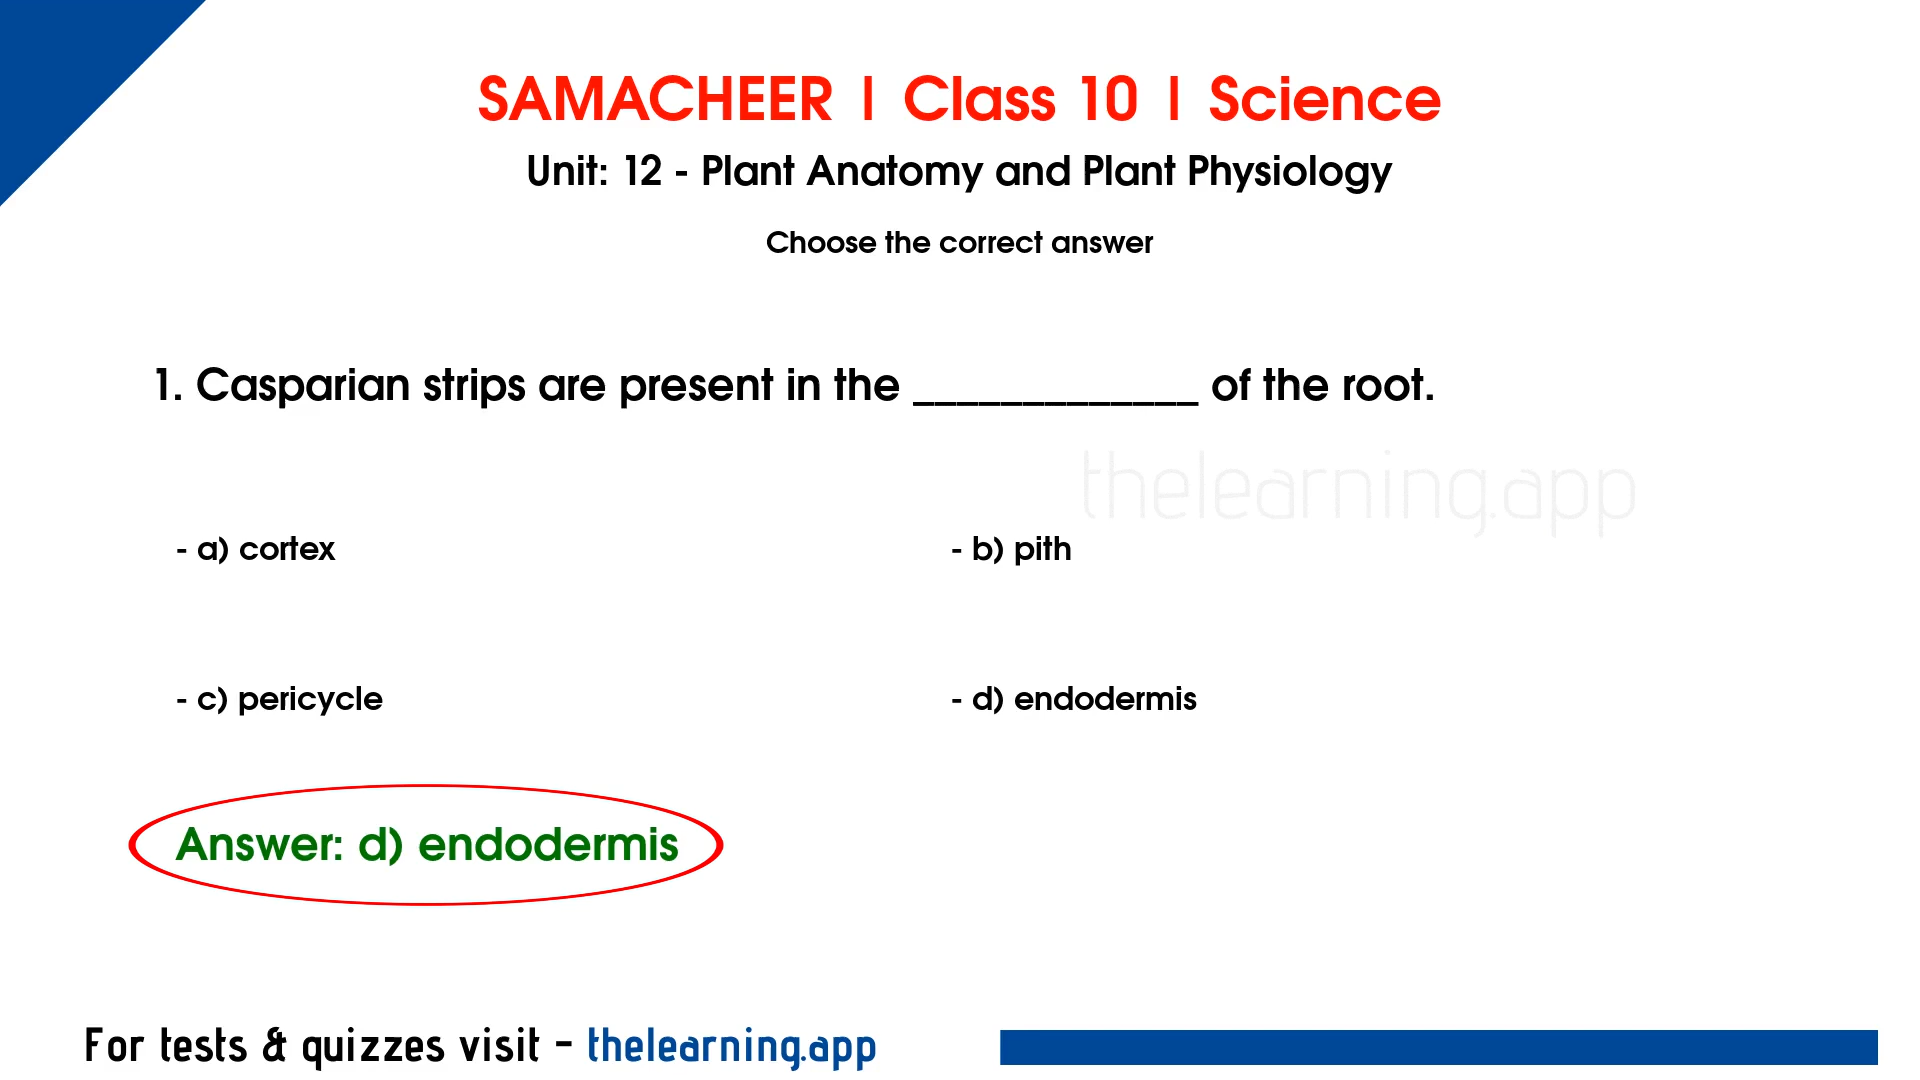 SAMACHEER | Class 10 | Science
Unit: 12 - Plant Anatomy and Plant Physiology
Choose the correct answer
1. Casparian strips are present in the _____________ of the root.
thelearning.app
- a) cortex
- b) pith
- c) pericycle
- d) endodermis
Answer: d) endodermis
For tests & quizzes visit - thelearning.app